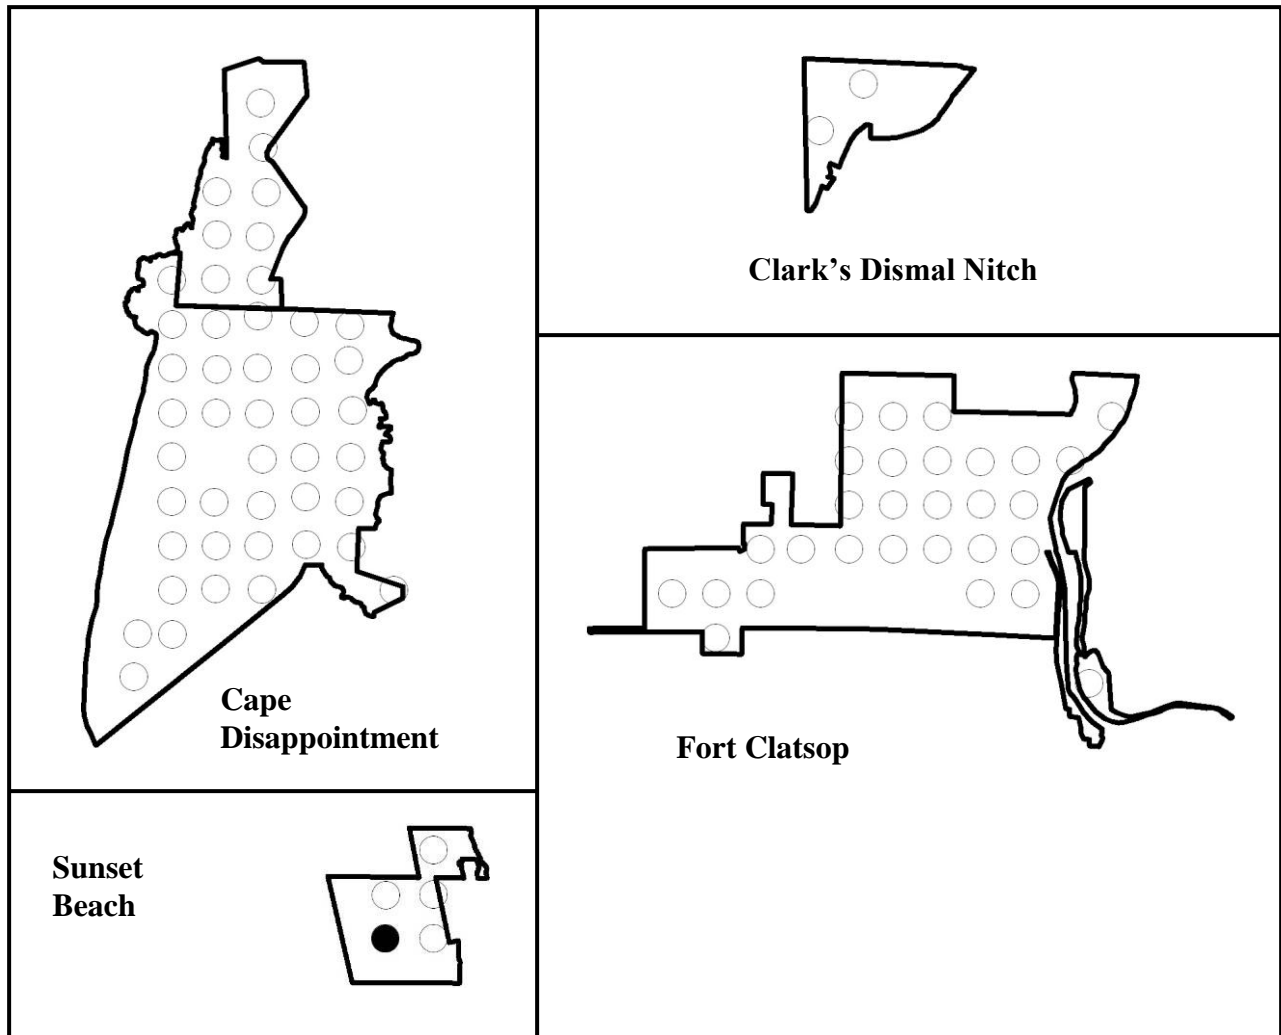 Clark’s Dismal Nitch
Cape
Disappointment
Fort Clatsop
Sunset
Beach